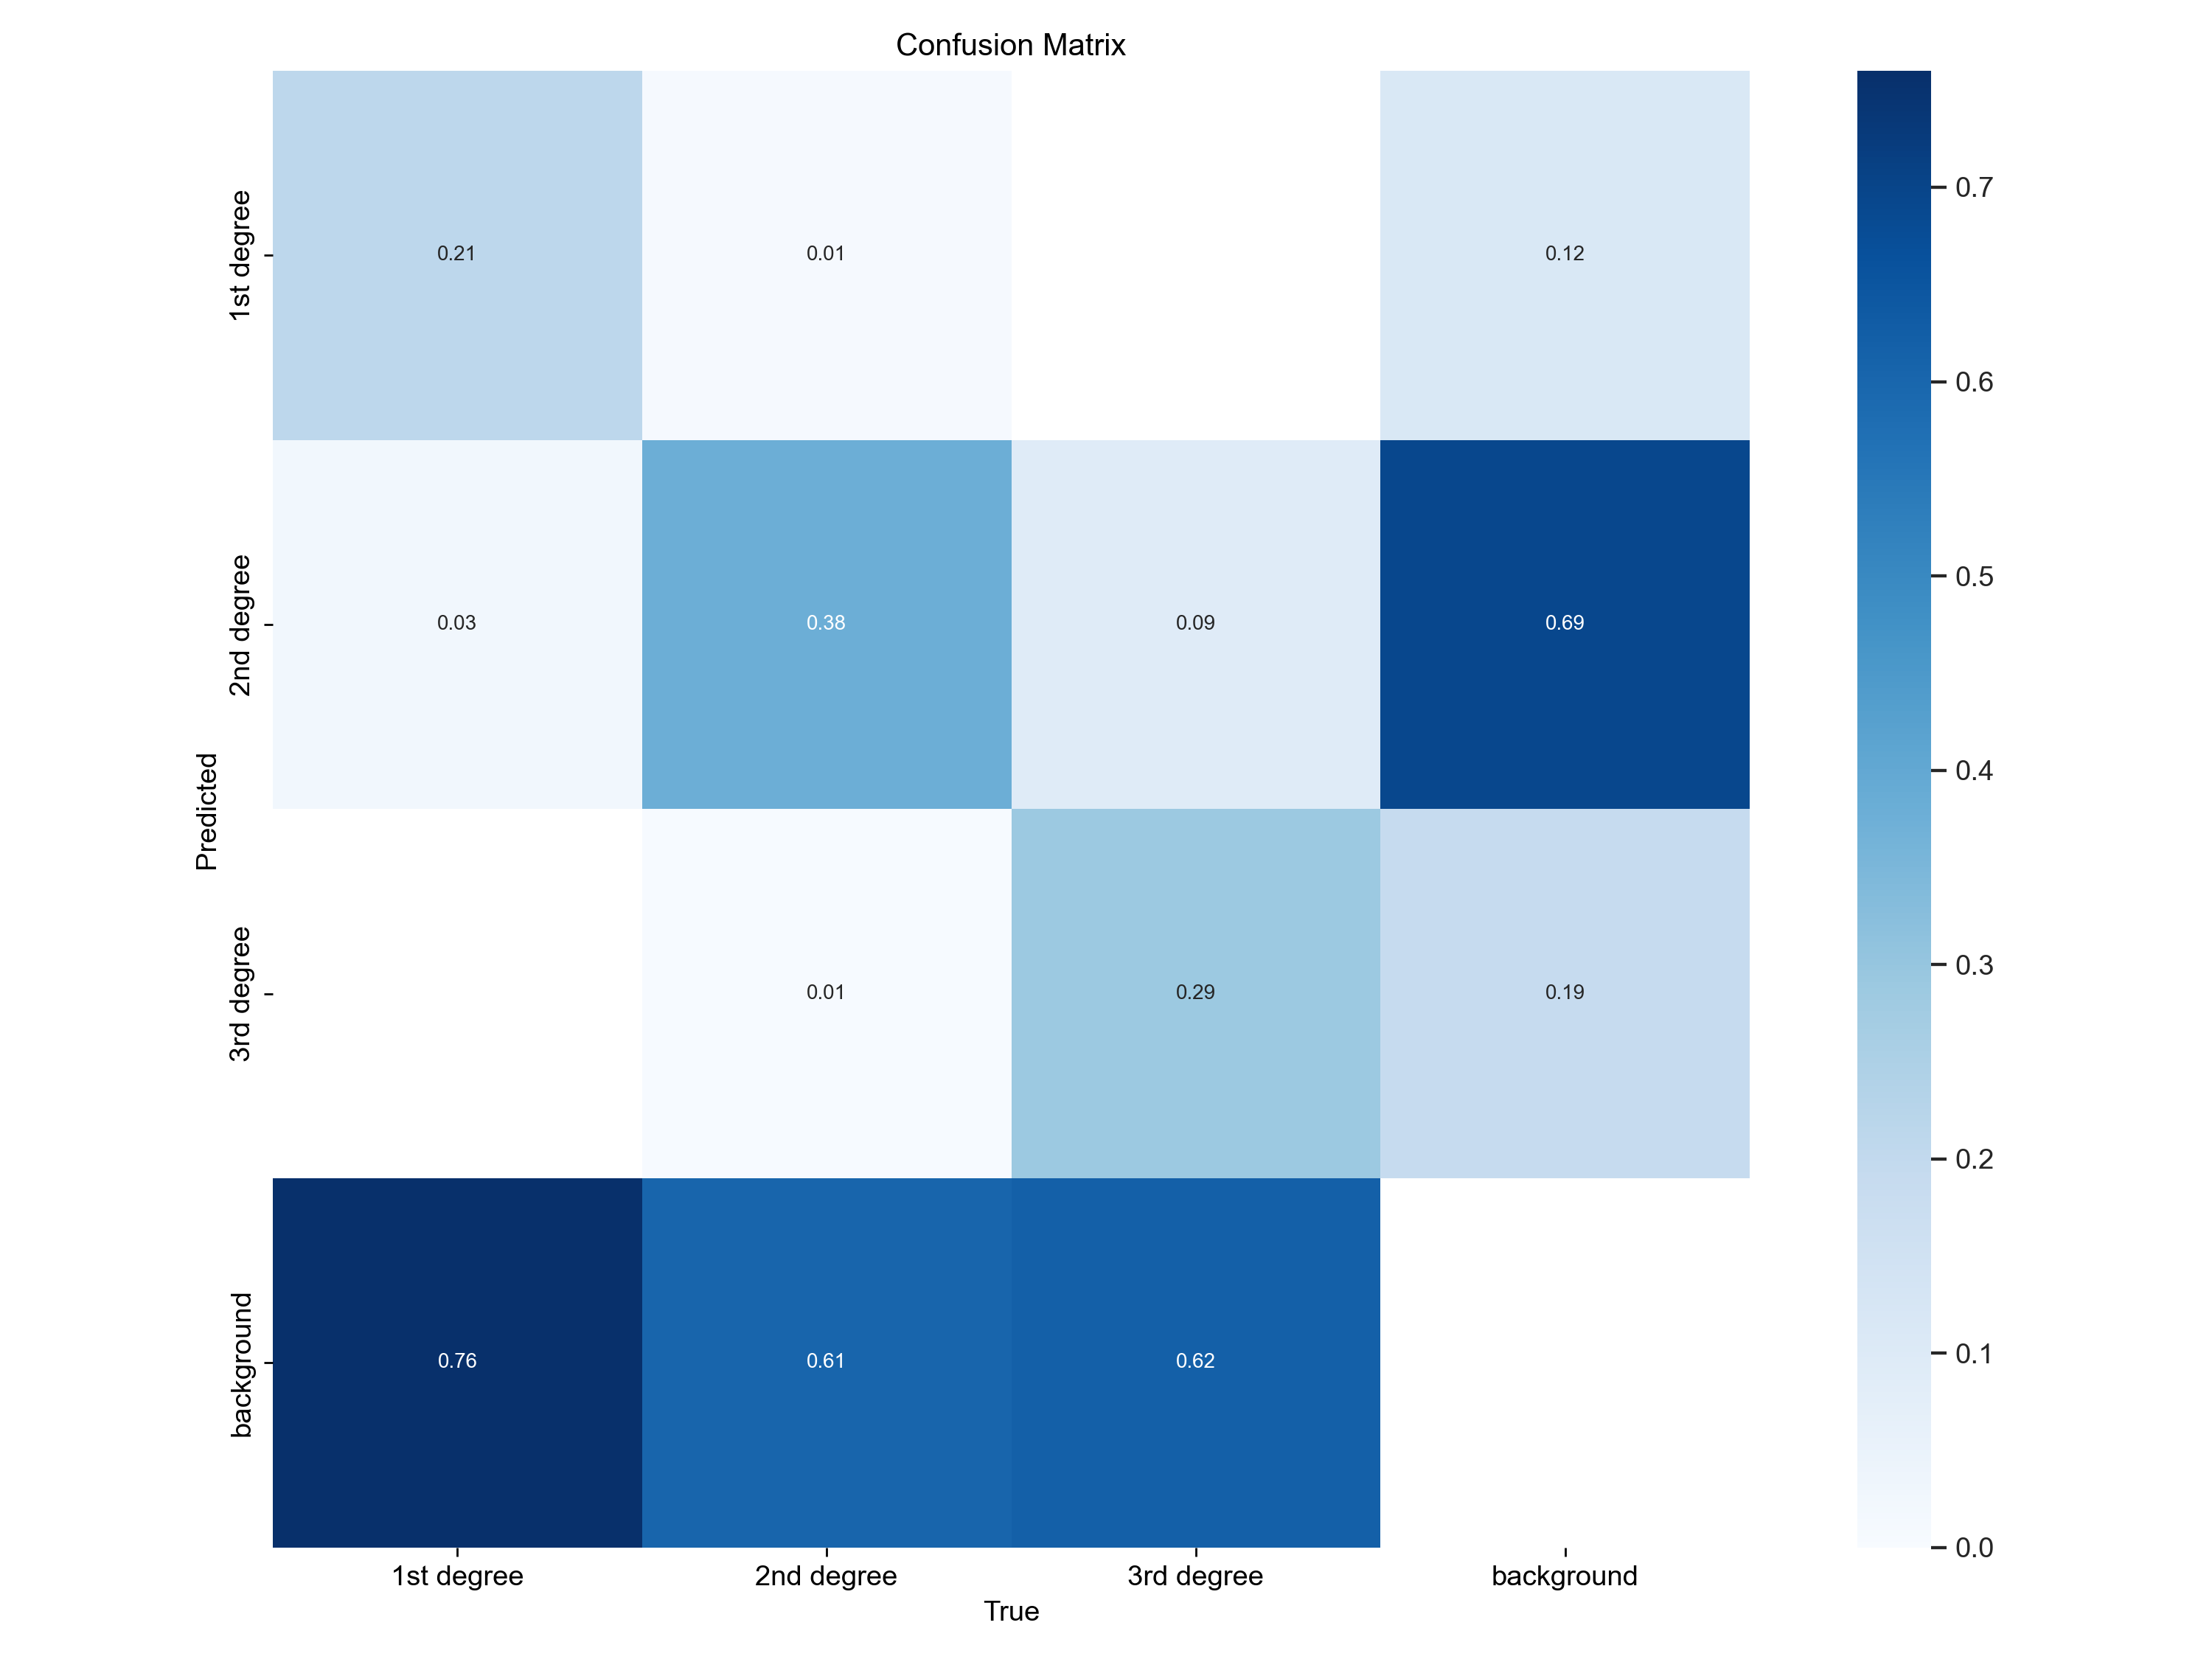 Confusion Matrix
1st degree
0.21
0.01
0.12
0.7
0.6
2nd degree
0.03
0.38
0.09
0.69
0.5
0.4
Predicted
3rd degree
0.01
0.29
0.19
0.3
0.2
background
0.76
0.61
0.62
0.1
0.0
1st degree
2nd degree
3rd degree
background
True